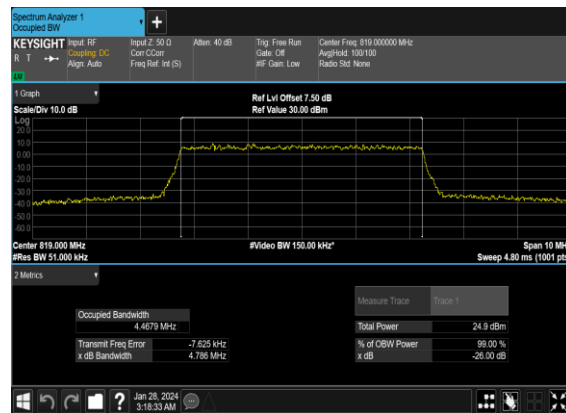 Spectrum Analyzer 1
Occupied BW
+
KEYSIGHT Input: RF Input Z: 50 Ω Atten: 40 dB Trig: Free Run Center Freq: 819.000000 MHz
R T Coupling: DC Corr CCorr Gate: Off Avg|Hold: 100/100
Align: Auto Freq Ref: Int (S) #IF Gain: Low Radio Std: None
LXI
1 Graph
Ref Lvl Offset 7.50 dB
Scale/Div 10.0 dB Ref Value 30.00 dBm
Log
20.0
10.0
0.00
-10.0
-20.0
-30.0
-40.0
-50.0
-60.0
Center 819.000 MHz #Video BW 150.00 kHz* Span 10 MH
#Res BW 51.000 kHz Sweep 4.80 ms (1001 pts
2 Metrics
Measure Trace Trace 1
Occupied Bandwidth
4.4679 MHz Total Power 24.9 dBm
Transmit Freq Error -7.625 kHz % of OBW Power 99.00 %
x dB Bandwidth 4.786 MHz x dB -26.00 dB
?
Jan 28, 2024
3:18:33 AM